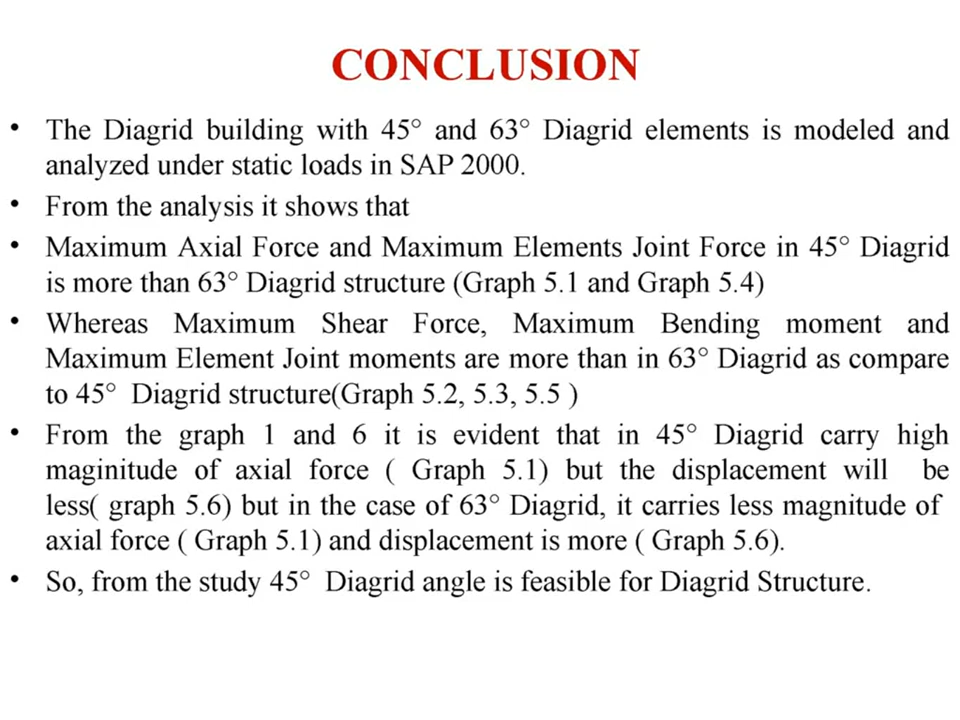 CONCLUSION
• The Diagrid building with 45° and 63° Diagrid elements is modeled and
analyzed under static loads in SAP 2000.
• From the analysis it shows that
• Maximum Axial Force and Maximum Elements Joint Force in 45° Diagrid
is more than 63° Diagrid structure (Graph 5.1 and Graph 5.4)
• Whereas Maximum Shear Force, Maximum Bending moment and
Maximum Element Joint moments are more than in 63° Diagrid as compare
to 45° Diagrid structure(Graph 5.2, 5.3, 5.5 )
• From the graph 1 and 6 it is evident that in 45° Diagrid carry high
maginitude of axial force ( Graph 5.1) but the displacement will be
less( graph 5.6) but in the case of 63° Diagrid, it carries less magnitude of
axial force ( Graph 5.1) and displacement is more ( Graph 5.6).
• So, from the study 45° Diagrid angle is feasible for Diagrid Structure.